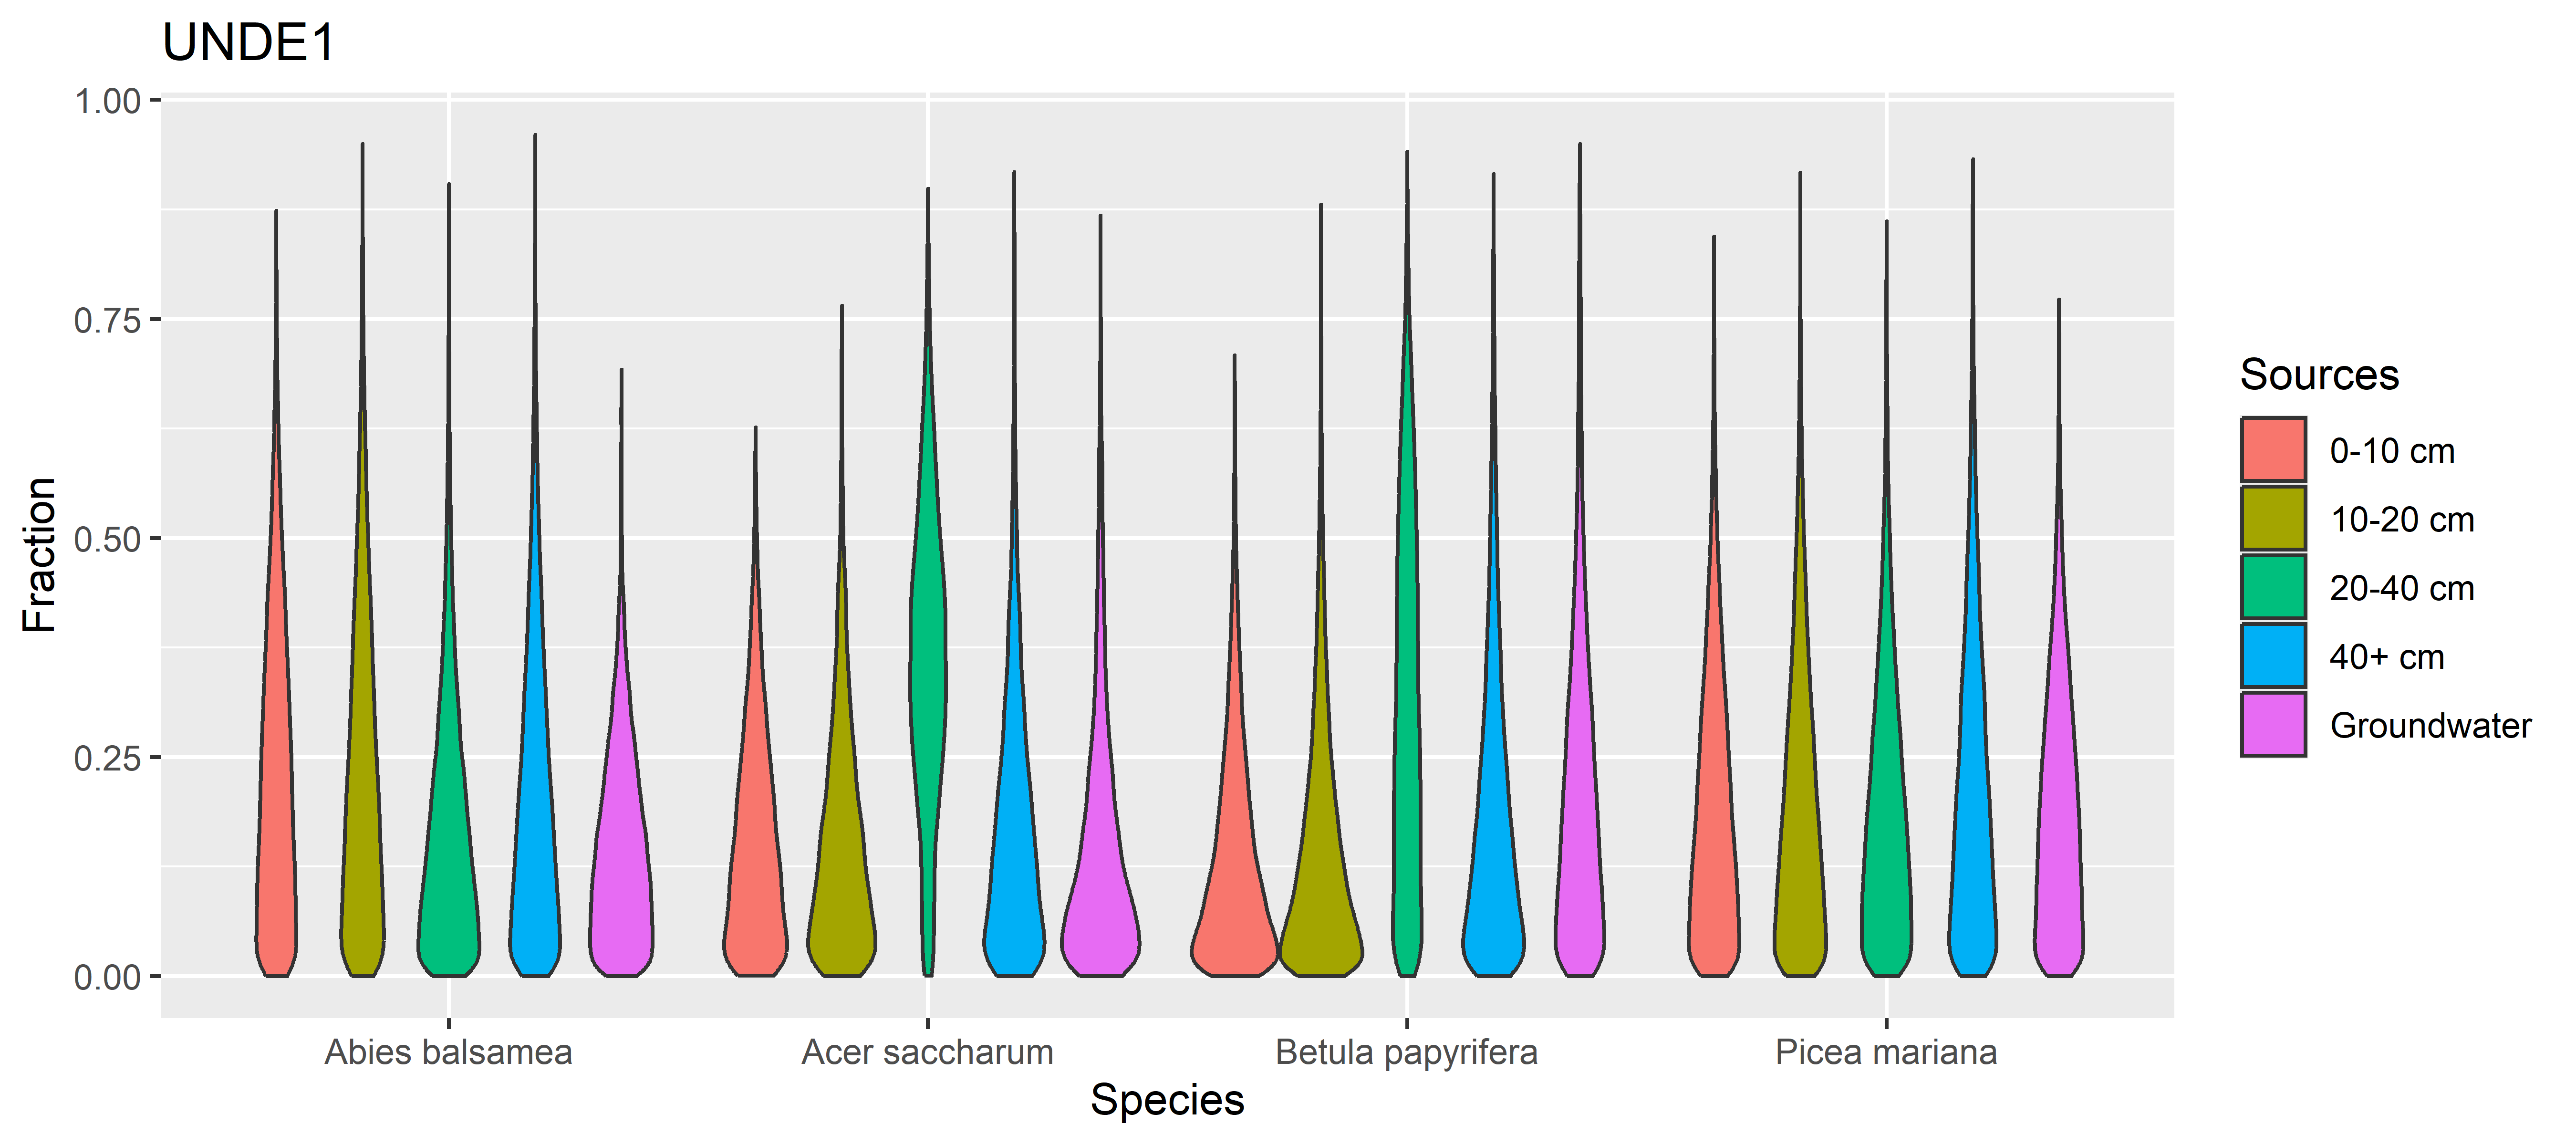 UNDE1
1.00
0.75
0.50
0.25
0.00
Fraction
Abies balsamea
Acer saccharum
Betula papyrifera
Picea mariana
Species
Sources
0-10 cm
10-20 cm
20-40 cm
40+ cm
Groundwater